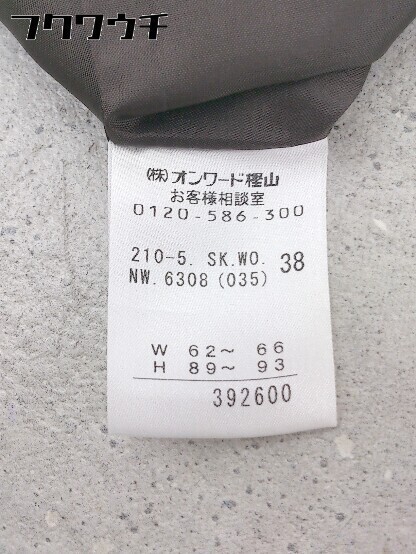 フクワウチ
(株)オンワード樫山
お客様相談室
0120-586-300
210-5. SK.WO. 38
NW.6308(035)
W 62～ 66
H 89～ 93
392600